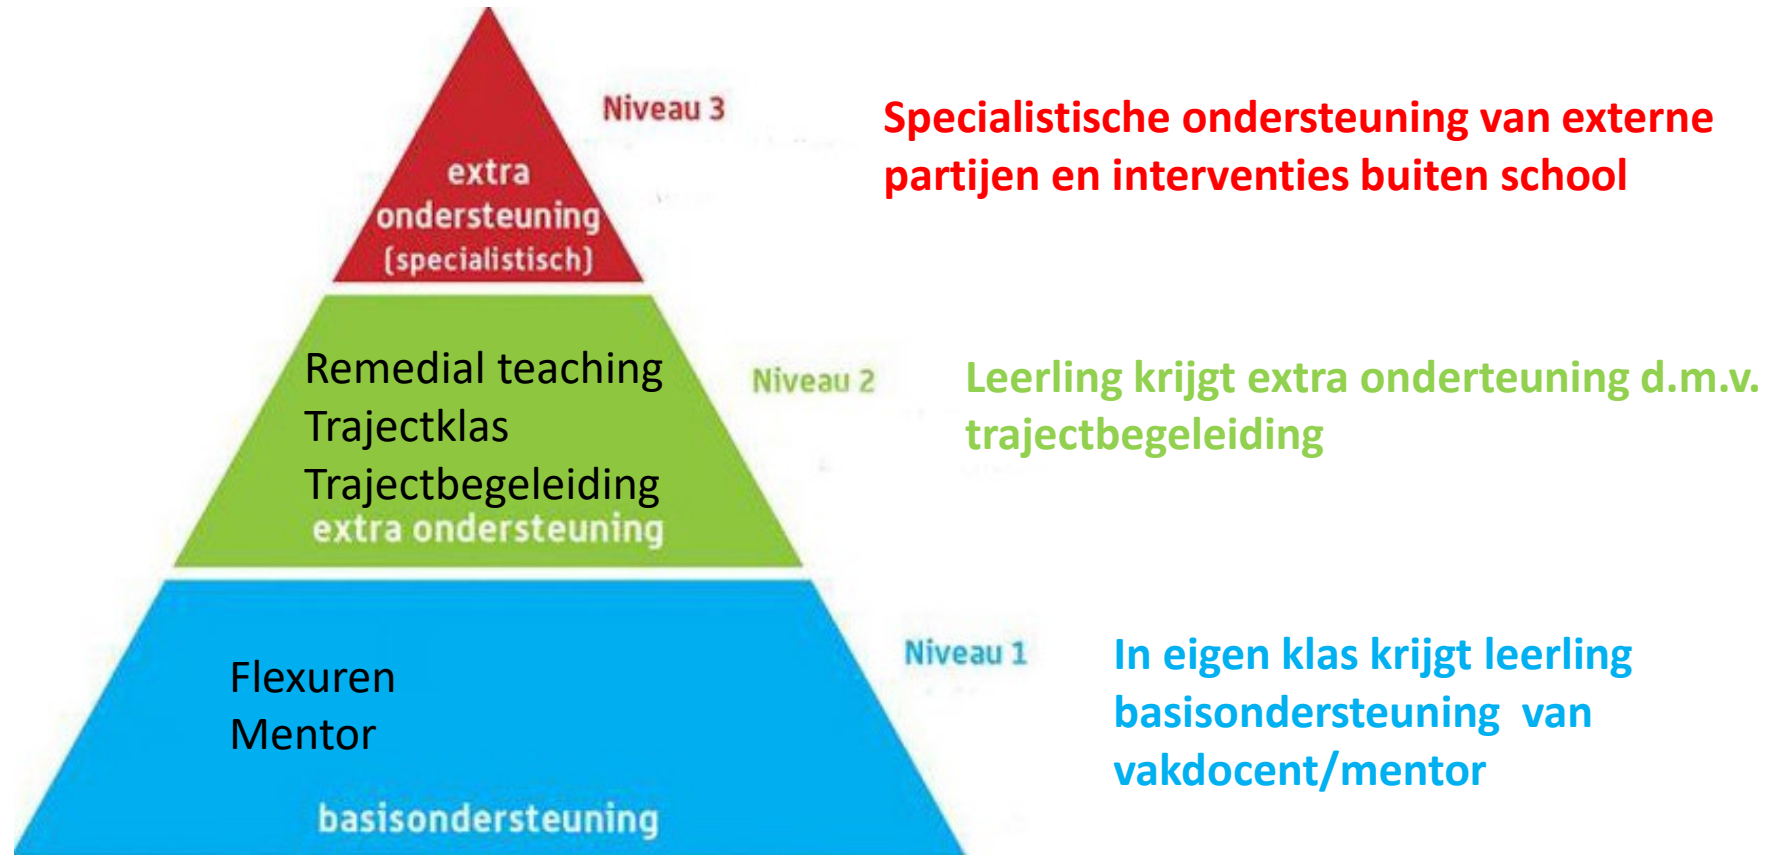 Niveau 3
Specialistische ondersteuning van externe
partijen en interventies buiten school
extra
ondersteuning
(specialistisch)
Remedial teaching
Trajectklas
Trajectbegeleiding
extra ondersteuning
Niveau 2
Leerling krijgt extra onderteuning d.m.v.
trajectbegeleiding
Flexuren
Mentor
basisondersteuning
Niveau 1
In eigen klas krijgt leerling
basisondersteuning van
vakdocent/mentor